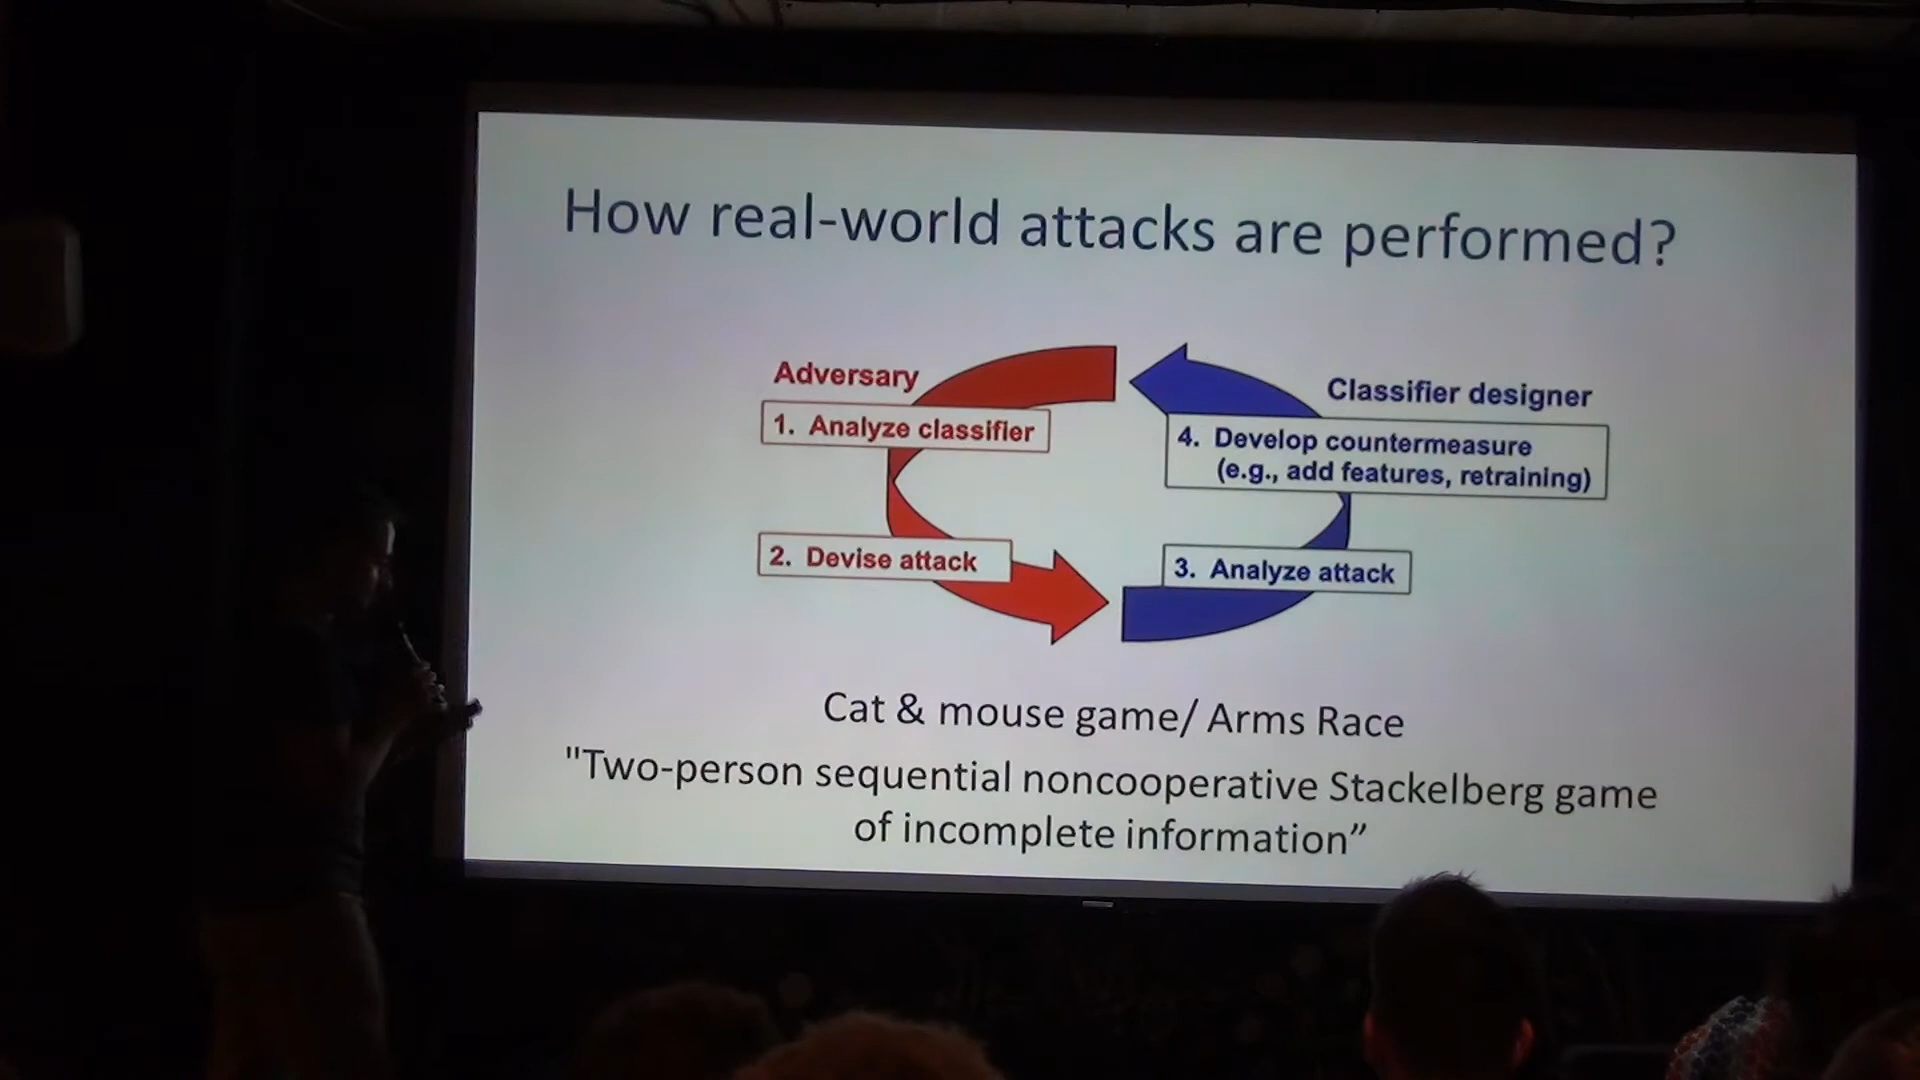 How real-world attacks are performed?
Adversary
1. Analyze classifier
2. Devise attack
Classifier designer
4. Develop countermeasure
(e.g., add features, retraining)
3. Analyze attack
Cat & mouse game/ Arms Race
"Two-person sequential noncooperative Stackelberg game
of incomplete information”